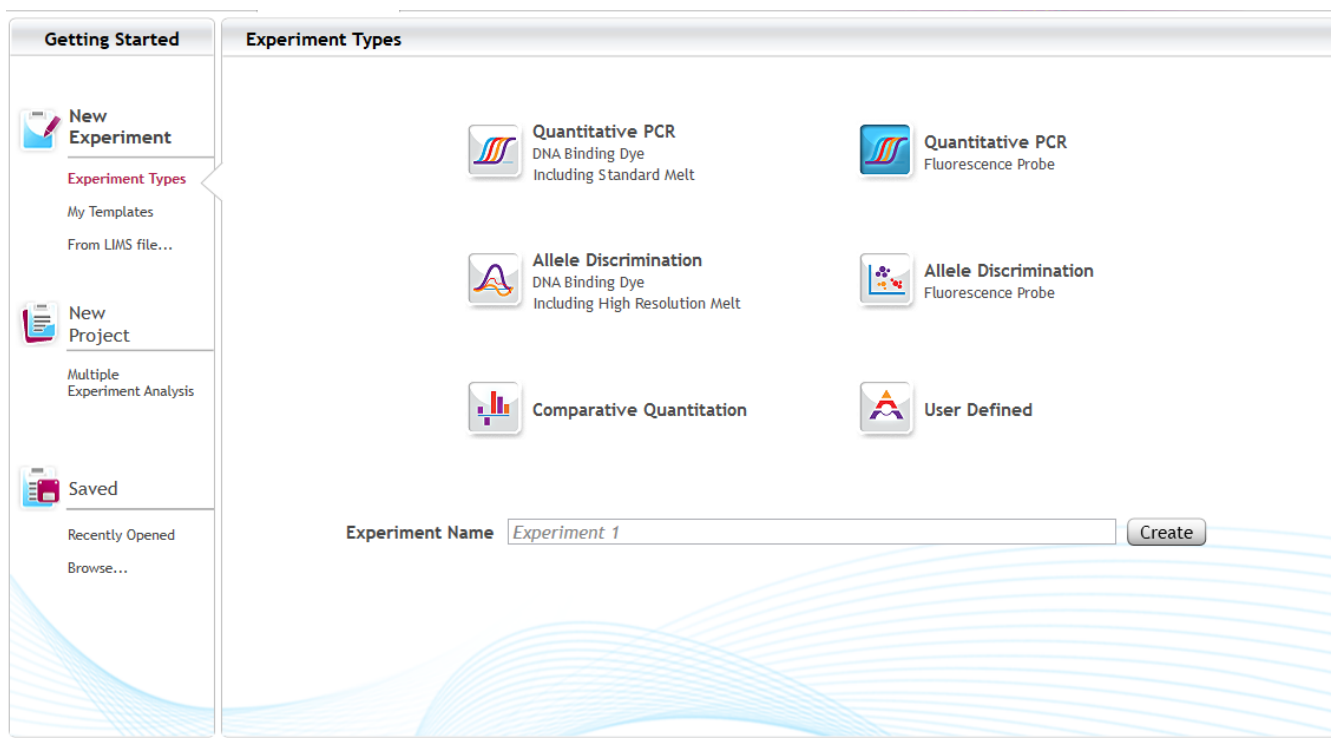 Getting Started
New
Experiment
Experiment Types
My Templates
From LIMS file...
New
Project
Multiple
Experiment Analysis
Saved
Recently Opened
Browse...
Experiment Types
Quantitative PCR
DNA Binding Dye
Including Standard Melt
Quantitative PCR
Fluorescence Probe
Allele Discrimination
DNA Binding Dye
Including High Resolution Melt
Allele Discrimination
Fluorescence Probe
Comparative Quantitation
User Defined
Experiment Name Experiment 1 Create